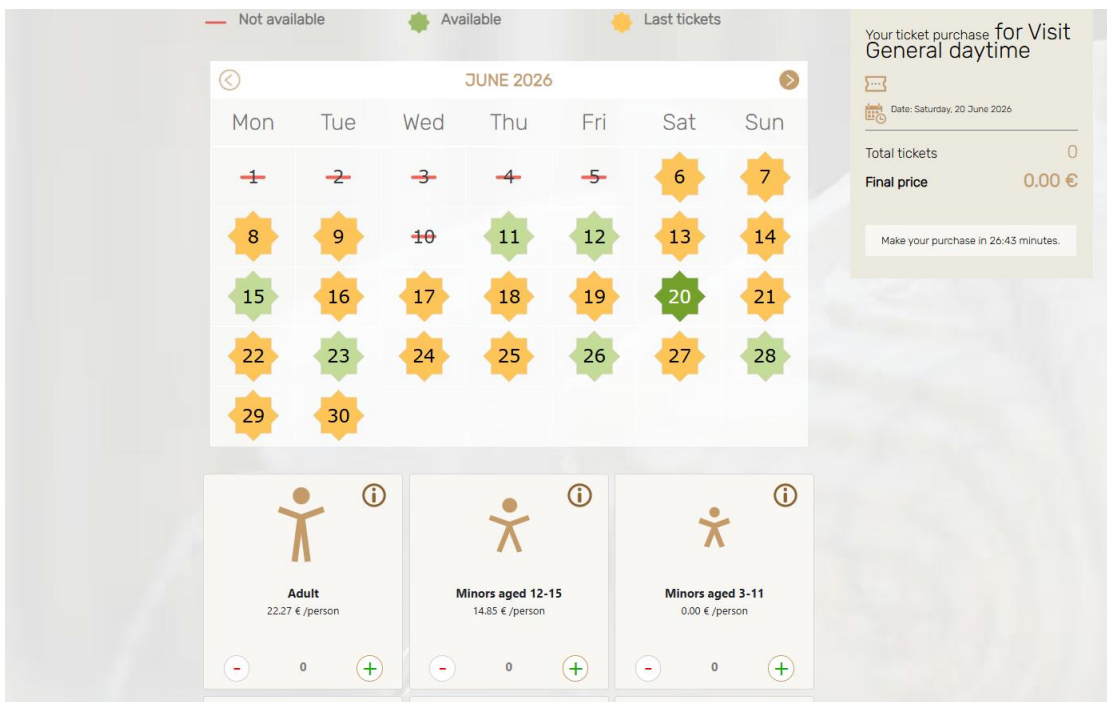 Not available
Available
Last tickets
JUNE 2026
Mon Tue Wed Thu Fri Sat Sun
1 2 3 4 5 6 7
8 9 10 11 12 13 14
15 16 17 18 19 20 21
22 23 24 25 26 27 28
29 30
Adult
22.27 € /person
- 0 +
Minors aged 12-15
14.85 € /person
- 0 +
Minors aged 3-11
0.00 € /person
- 0 +
Your ticket purchase for Visit
General daytime
Date: Saturday, 20 June 2026
Total tickets 0
Final price 0.00 €
Make your purchase in 26:43 minutes.